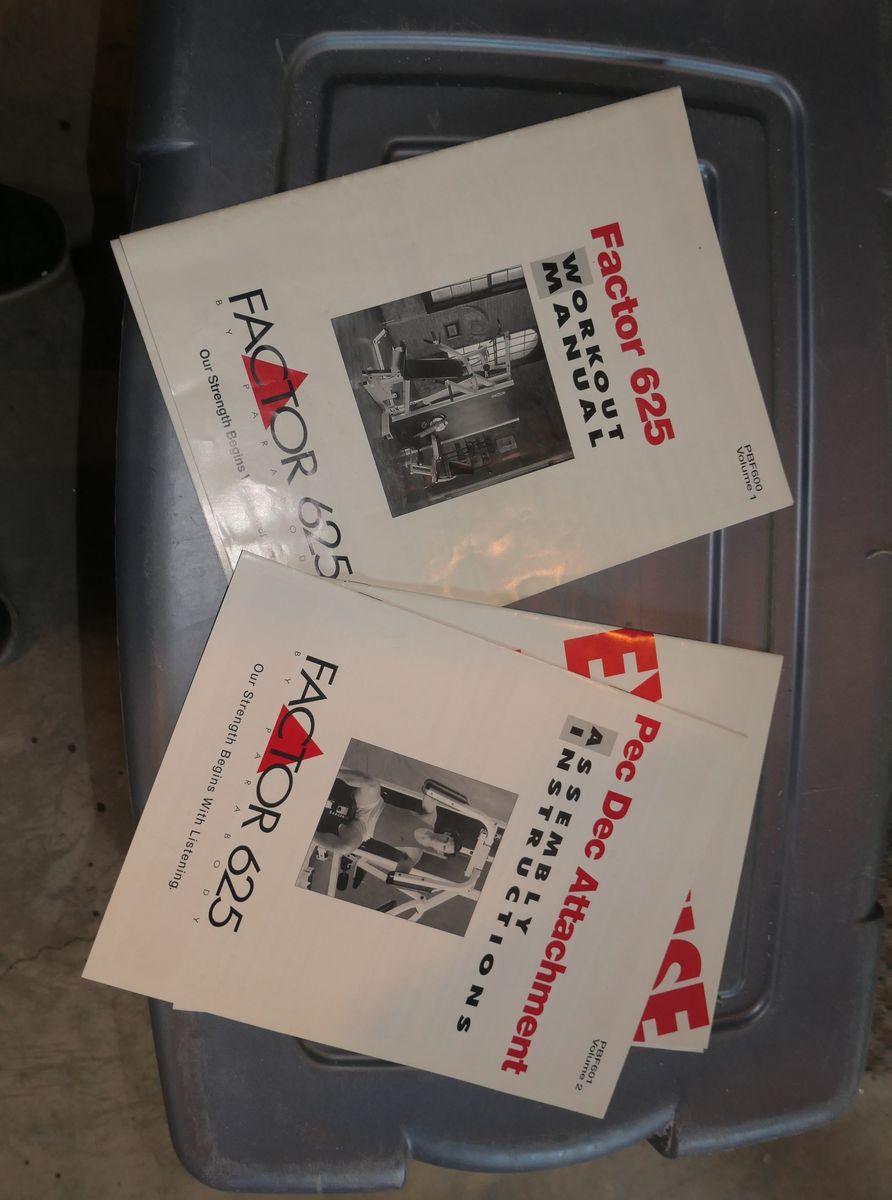 PBF600
Volume 1
Factor 625
WORKOUT
MANUAL
FACTOR 625
BY PARABOD
Our Strength Begins
PBF601
Volume 2
Pec Dec Attachment
ASSEMBLY
INSTRUCTIONS
FACTOR 625
BY PARABODY
Our Strength Begins With Listening.